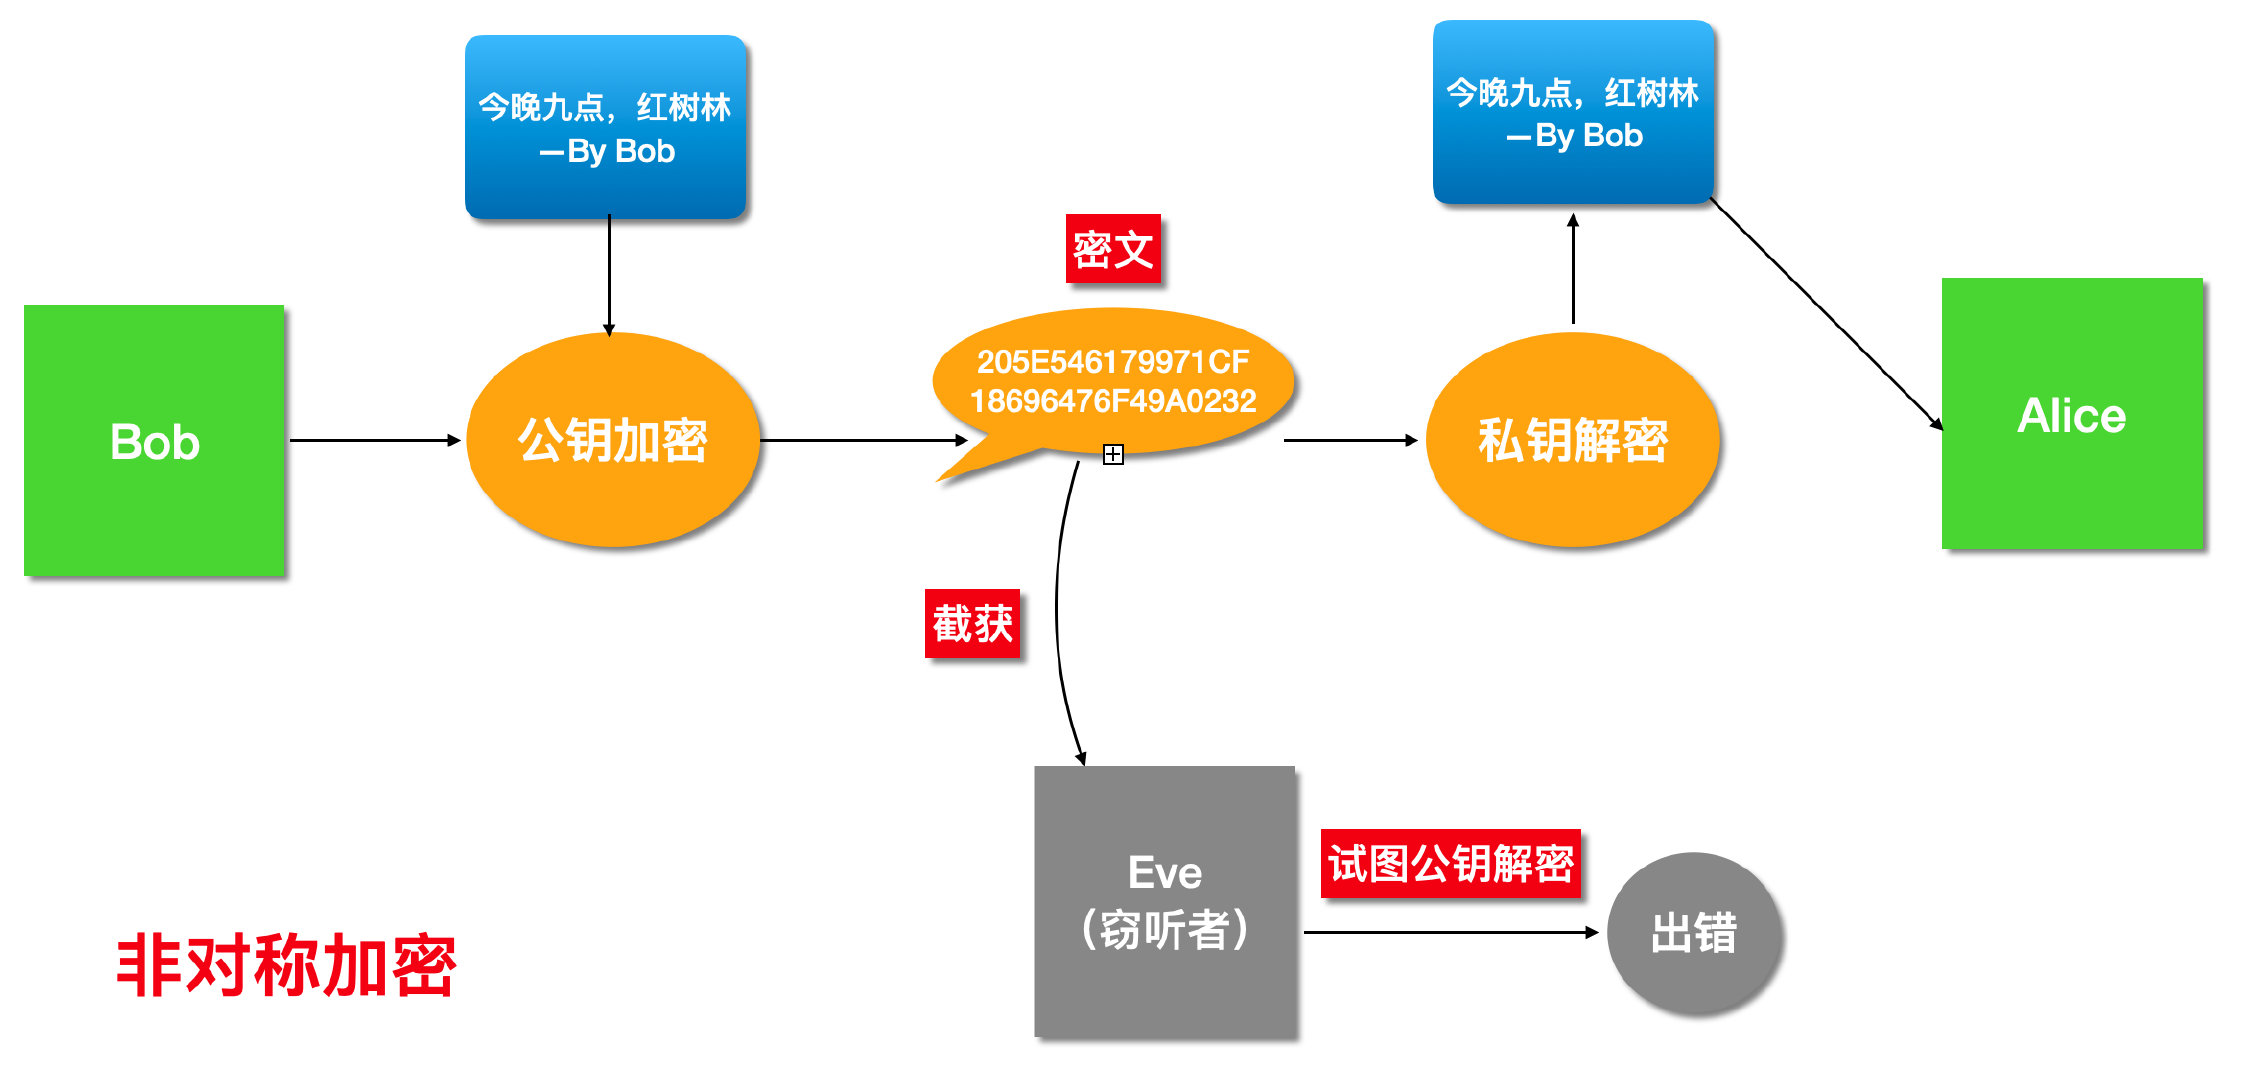 今晚九点，红树林
—By Bob
今晚九点，红树林
—By Bob
密文
205E546179971CF
18696476F49A0232
Bob
公钥加密
私钥解密
Alice
截获
Eve
（窃听者）
试图公钥解密
出错
非对称加密